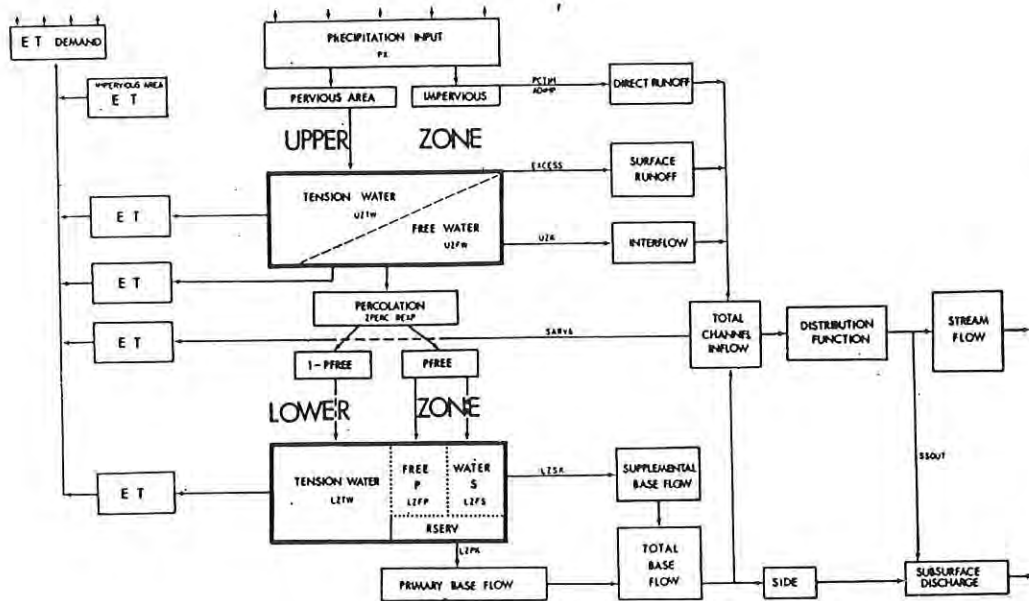 E T DEMAND
PRECIPITATION INPUT
PX
IMPERVIOUS AREA
E T
PERVIOUS AREA
IMPERVIOUS
PCTIM
ADIMP
DIRECT RUNOFF
UPPER ZONE
EXCESS
SURFACE
RUNOFF
TENSION WATER
UZTW
FREE WATER
UZFW
E T
UZK
INTERFLOW
E T
PERCOLATION
ZPERC REXP
E T
SARVA
TOTAL
CHANNEL
INFLOW
DISTRIBUTION
FUNCTION
STREAM
FLOW
1-PFREE
PFREE
LOWER ZONE
SSOUT
TENSION WATER
LZTW
FREE
P
LZFP
WATER
S
LZFS
RSERV
E T
LZSK
SUPPLEMENTAL
BASE FLOW
LZPK
PRIMARY BASE FLOW
TOTAL
BASE
FLOW
SIDE
SUBSURFACE
DISCHARGE